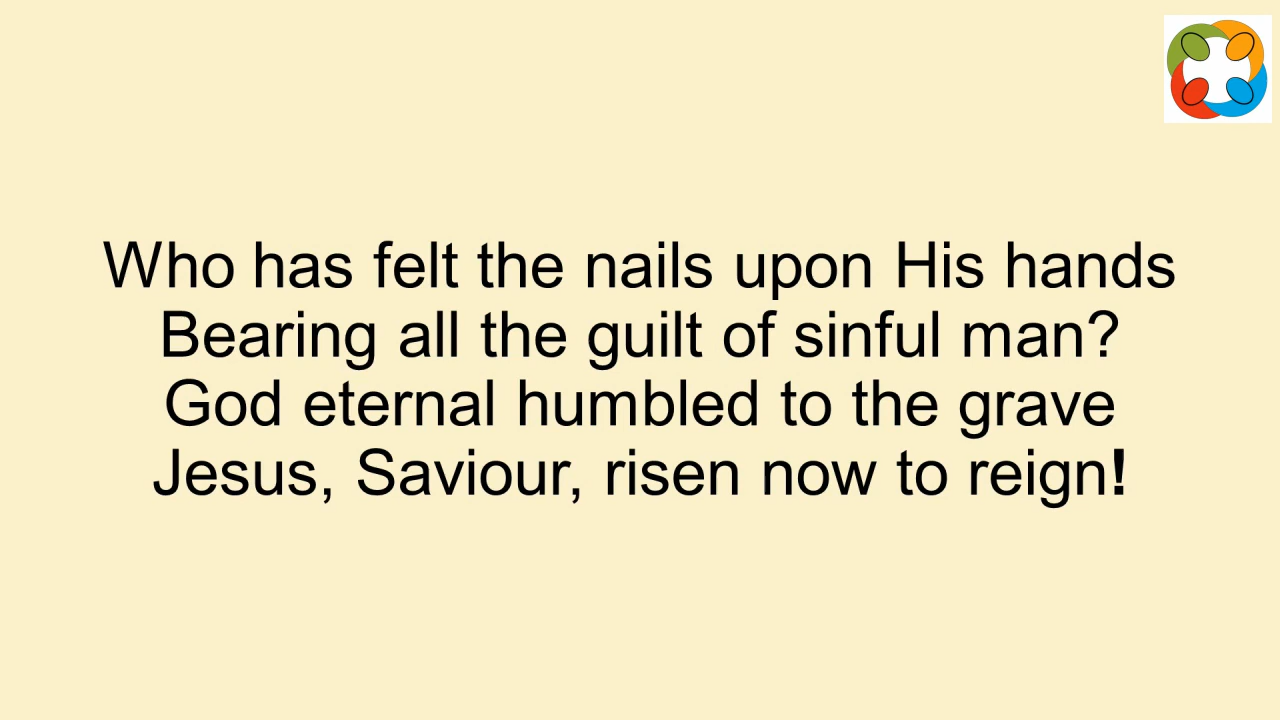 Who has felt the nails upon His hands
Bearing all the guilt of sinful man?
God eternal humbled to the grave
Jesus, Saviour, risen now to reign!